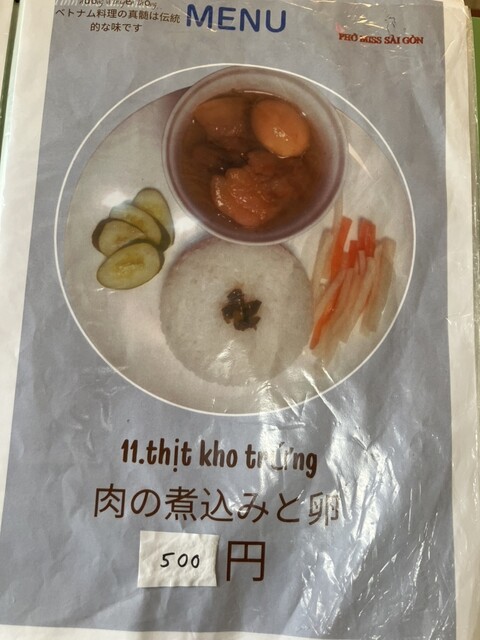 ベトナム料理の真髄は伝統
的な味です
MENU
PHỞ MISS SÀI GÒN
11.thịt kho trứng
肉の煮込みと卵
500 円